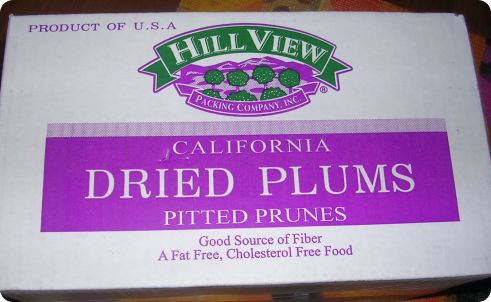 PRODUCT OF U.S.A
HILL VIEW
PACKING COMPANY, INC.
®
CALIFORNIA
DRIED PLUMS
PITTED PRUNES
Good Source of Fiber
A Fat Free, Cholesterol Free Food